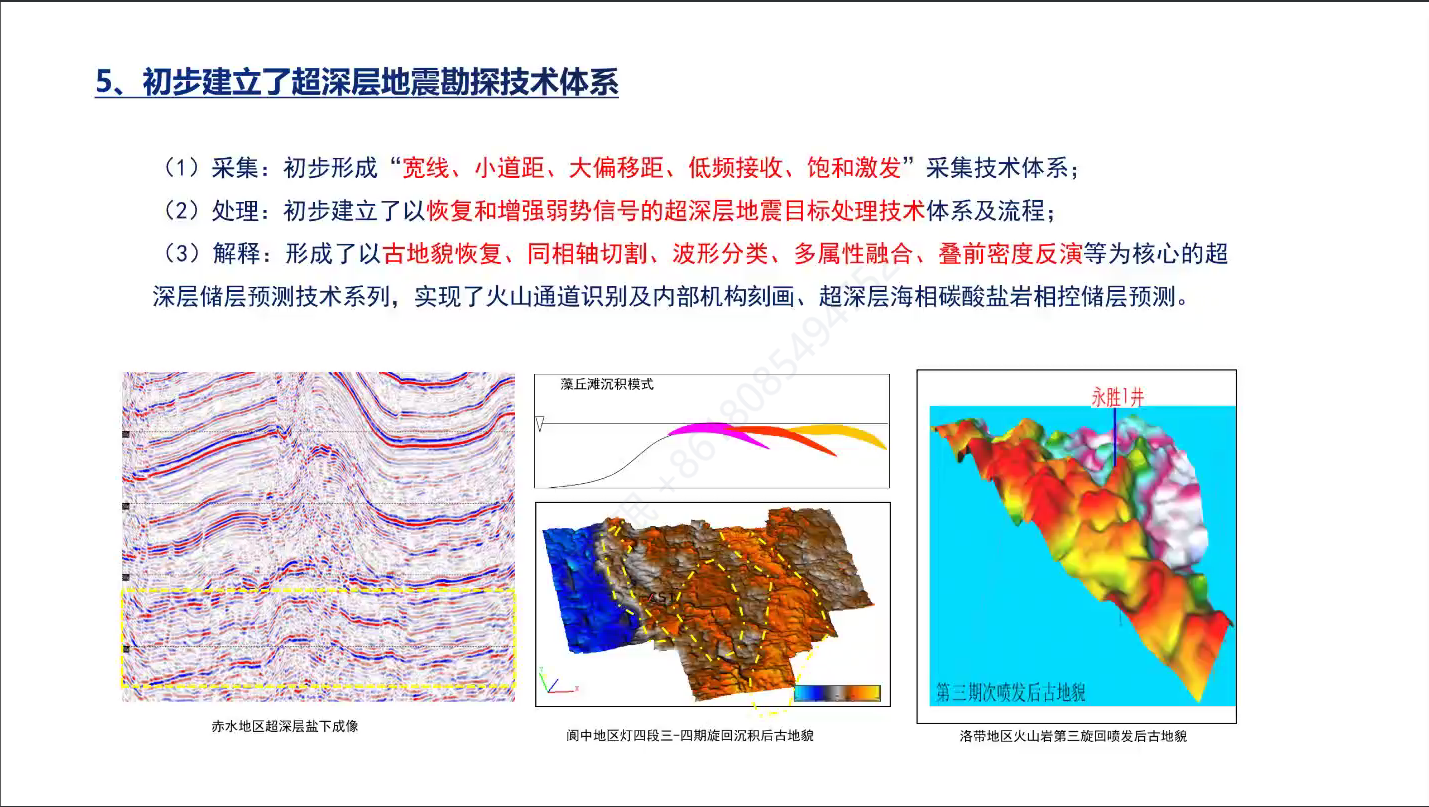 5、初步建立了超深层地震勘探技术体系
（1）采集：初步形成“宽线、小道距、大偏移距、低频接收、饱和激发”采集技术体系；
（2）处理：初步建立了以恢复和增强弱势信号的超深层地震目标处理技术体系及流程；
（3）解释：形成了以古地貌恢复、同相轴切割、波形分类、多属性融合、叠前密度反演等为核心的超
深层储层预测技术系列，实现了火山通道识别及内部机构刻画、超深层海相碳酸盐岩相控储层预测。
藻丘滩沉积模式
永胜1井
第三期次喷发后古地貌
赤水地区超深层盐下成像
阆中地区灯四段三-四期旋回沉积后古地貌
洛带地区火山岩第三旋回喷发后古地貌